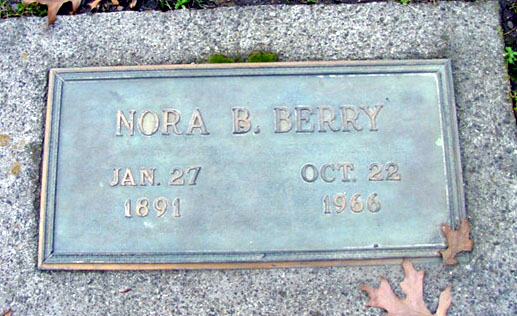 NORA B. BERRY
JAN. 27 OCT. 22
1891 1966